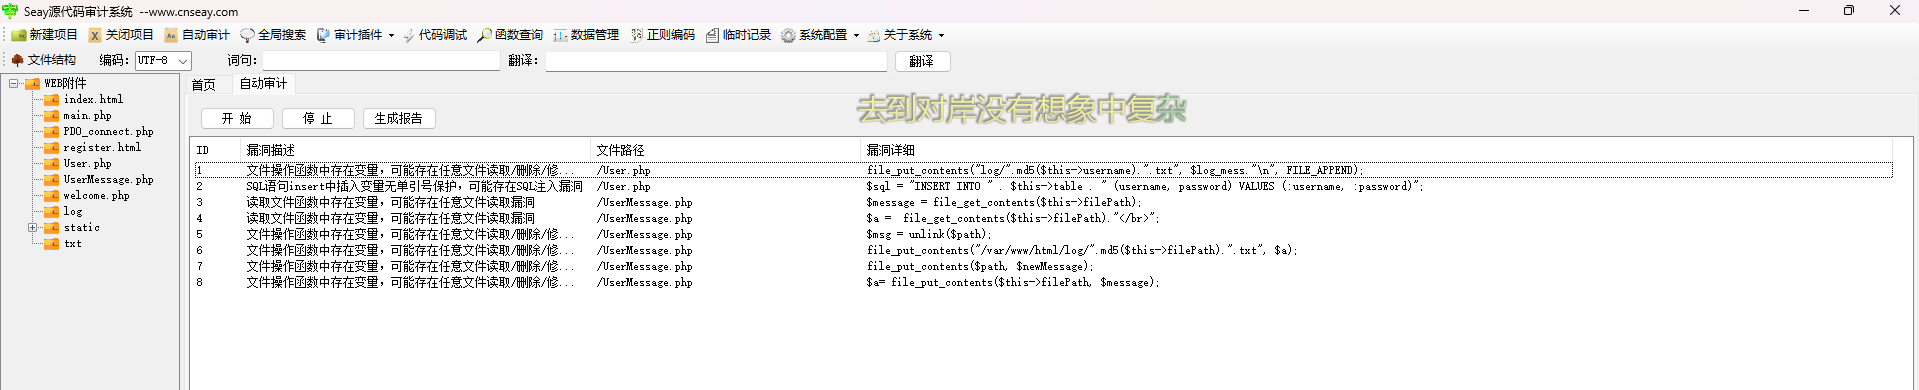 Seay源代码审计系统 --www.cnseay.com
新建项目 关闭项目 自动审计 全局搜索 审计插件 代码调试 函数查询 数据管理 正则编码 临时记录 系统配置 关于系统
文件结构 编码: UTF-8 词句: 翻译: 翻译
WEB附件
index.html
main.php
PDO_connect.php
register.html
User.php
UserMessage.php
welcome.php
log
static
txt
首页 自动审计
去到对岸没有想象中复杂
开 始 停 止 生成报告
ID 漏洞描述 文件路径 漏洞详细
1 文件操作函数中存在变量,可能存在任意文件读取/删除/修... /User.php file_put_contents("log/".md5($this->username).".txt", $log_mess."\n", FILE_APPEND);
2 SQL语句insert中插入变量无单引号保护,可能存在SQL注入漏洞 /User.php $sql = "INSERT INTO " . $this->table . " (username, password) VALUES (:username, :password)";
3 读取文件函数中存在变量,可能存在任意文件读取漏洞 /UserMessage.php $message = file_get_contents($this->filePath);
4 读取文件函数中存在变量,可能存在任意文件读取漏洞 /UserMessage.php $a = file_get_contents($this->filePath)."</br>";
5 文件操作函数中存在变量,可能存在任意文件读取/删除/修... /UserMessage.php $msg = unlink($path);
6 文件操作函数中存在变量,可能存在任意文件读取/删除/修... /UserMessage.php file_put_contents("/var/www/html/log/".md5($this->filePath).".txt", $a);
7 文件操作函数中存在变量,可能存在任意文件读取/删除/修... /UserMessage.php file_put_contents($path, $newMessage);
8 文件操作函数中存在变量,可能存在任意文件读取/删除/修... /UserMessage.php $a= file_put_contents($this->filePath, $message);